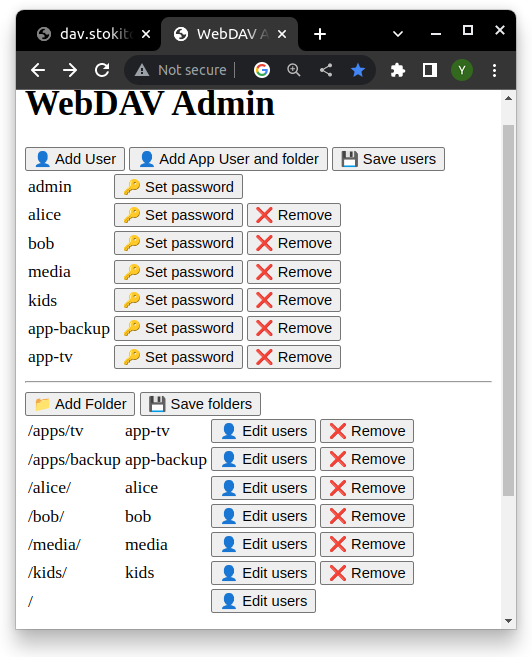 dav.stokito
WebDAV A
Not secure
Y
WebDAV Admin
Add User Add App User and folder Save users
admin Set password
alice Set password Remove
bob Set password Remove
media Set password Remove
kids Set password Remove
app-backup Set password Remove
app-tv Set password Remove
Add Folder Save folders
/apps/tv app-tv Edit users Remove
/apps/backup app-backup Edit users Remove
/alice/ alice Edit users Remove
/bob/ bob Edit users Remove
/media/ media Edit users Remove
/kids/ kids Edit users Remove
/ Edit users